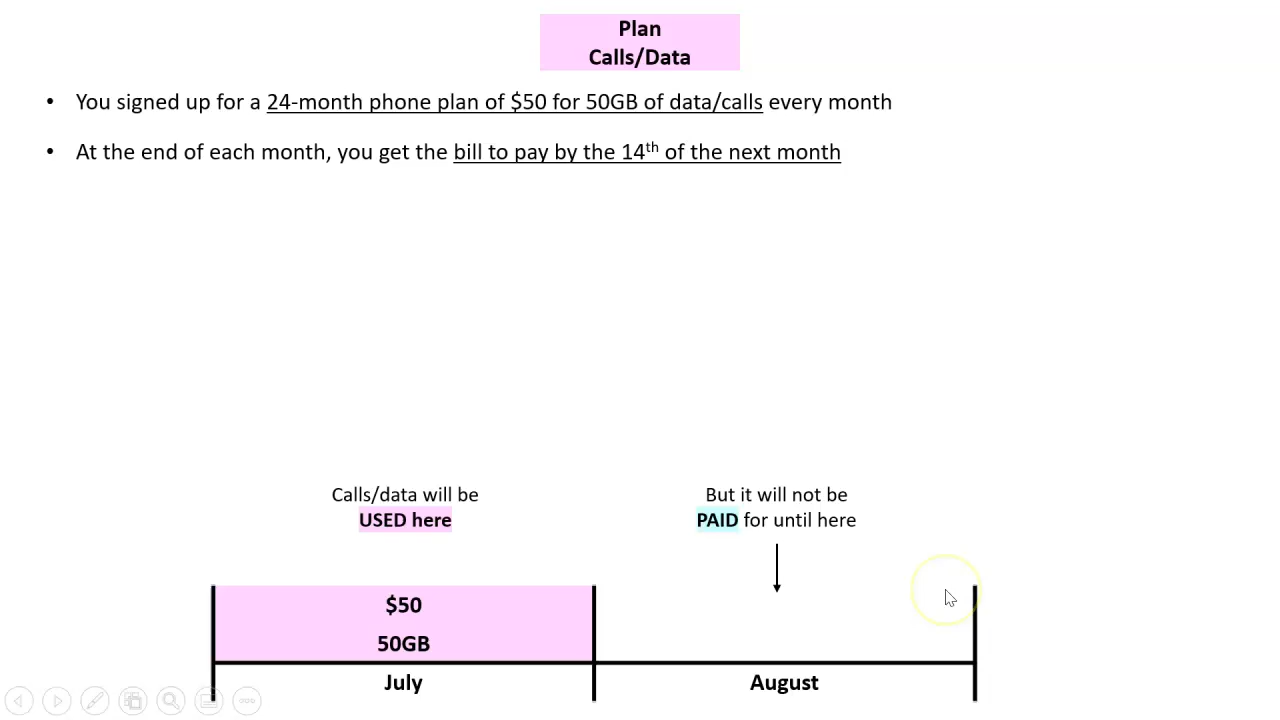 Plan
Calls/Data
• You signed up for a 24-month phone plan of $50 for 50GB of data/calls every month
• At the end of each month, you get the bill to pay by the 14th of the next month
Calls/data will be
USED here
But it will not be
PAID for until here
$50
50GB
July
August